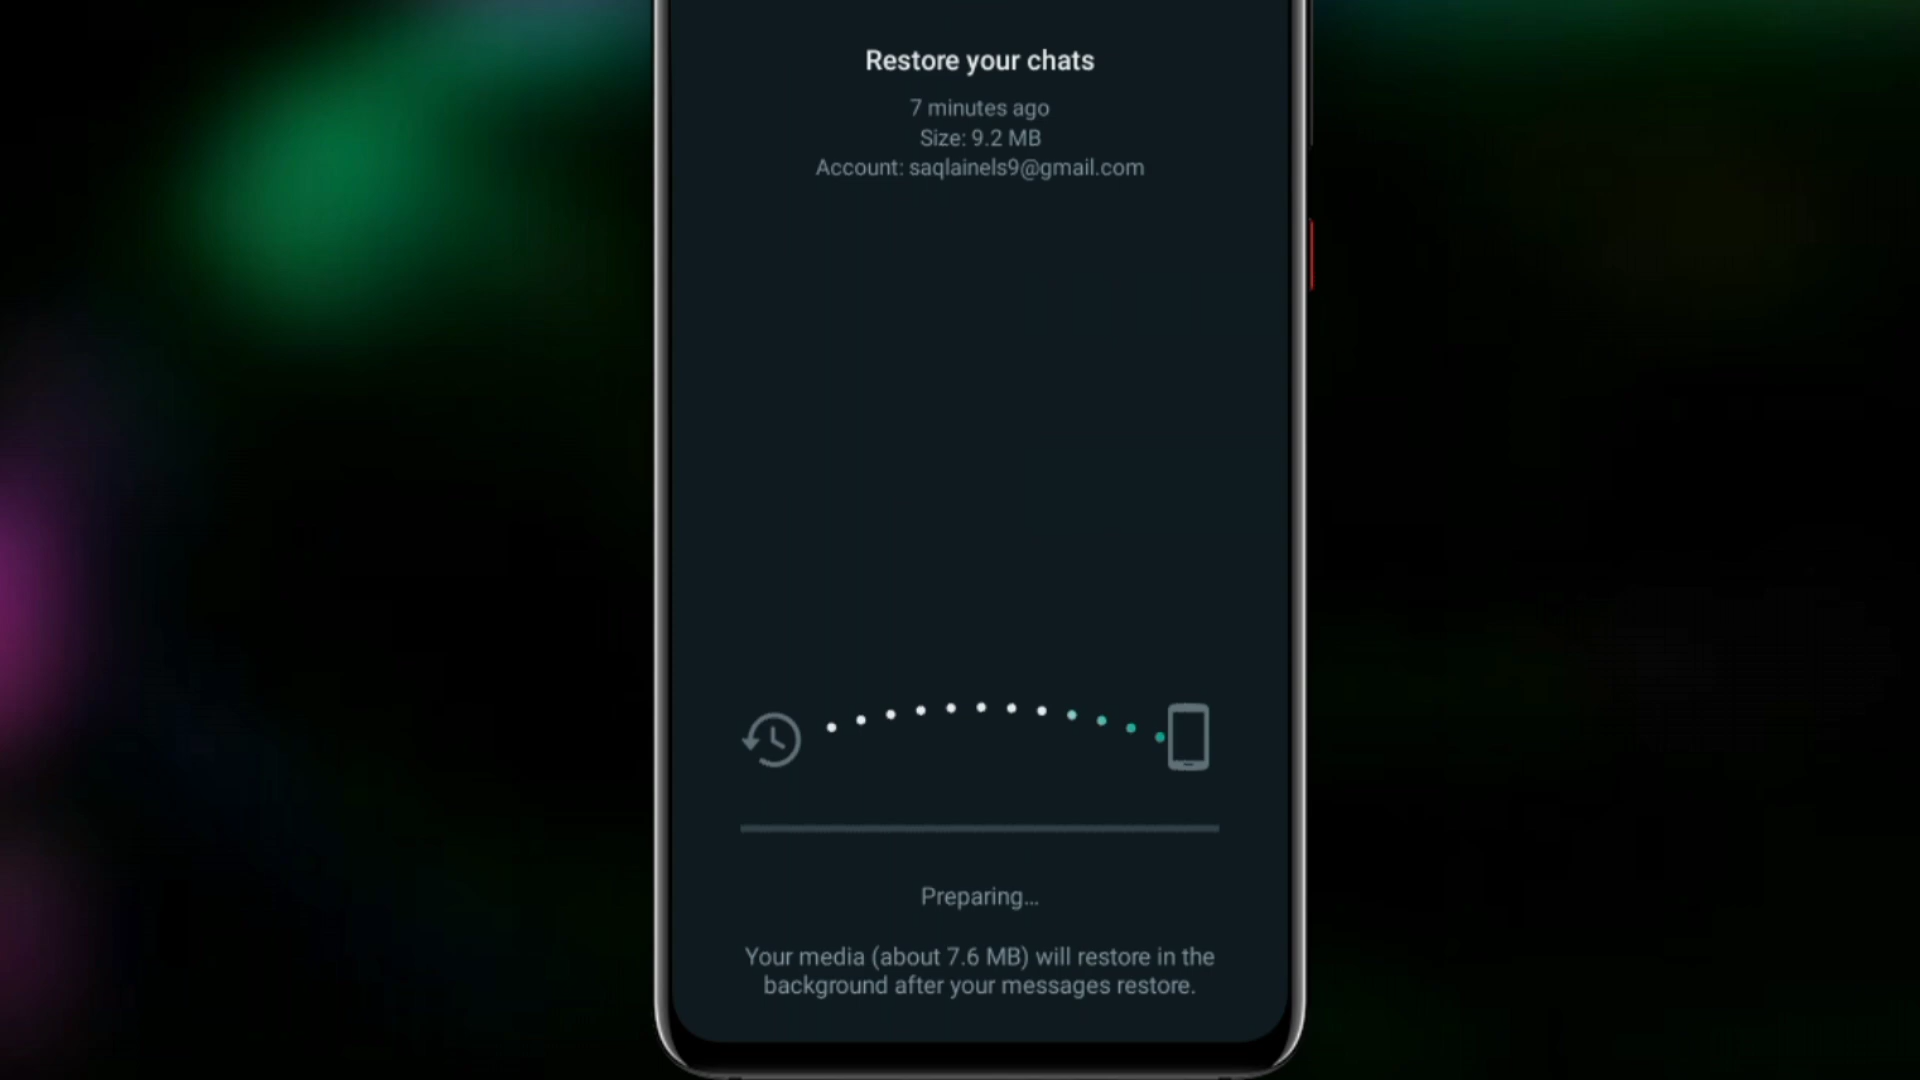 Restore your chats
7 minutes ago
Size: 9.2 MB
Account: saqlainels9@gmail.com
Preparing...
Your media (about 7.6 MB) will restore in the
background after your messages restore.